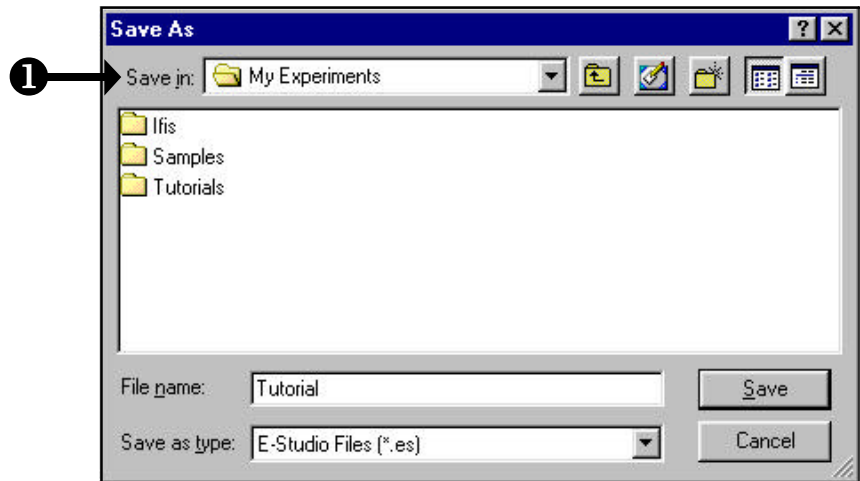 Save As
❶
Save in: My Experiments
Ifis
Samples
Tutorials
File name: Tutorial
Save
Save as type: E-Studio Files (*.es)
Cancel